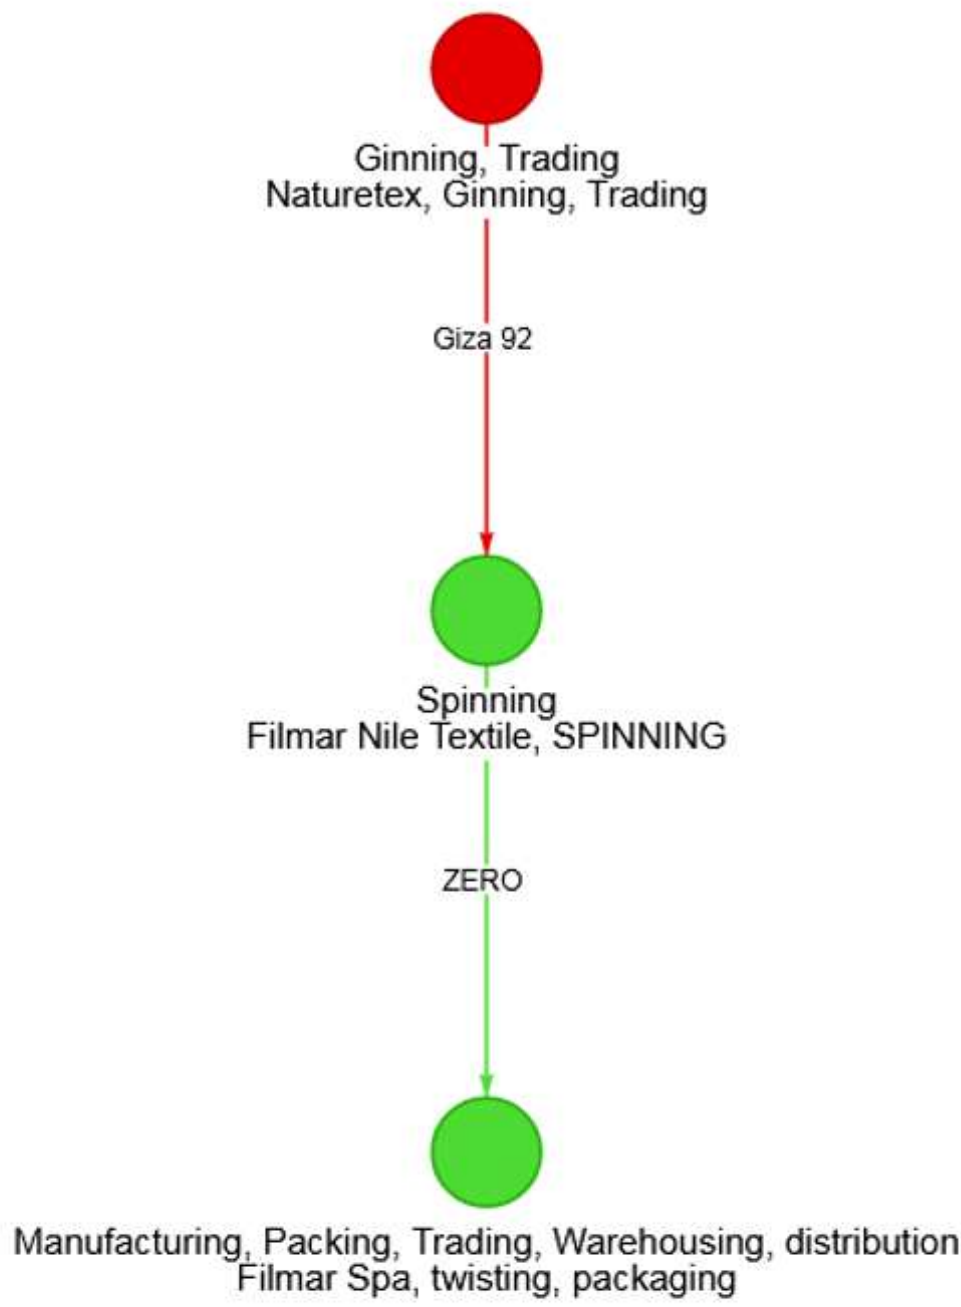 Ginning, Trading
Naturetex, Ginning, Trading
Giza 92
Spinning
Filmar Nile Textile, SPINNING
ZERO
Manufacturing, Packing, Trading, Warehousing, distribution
Filmar Spa, twisting, packaging